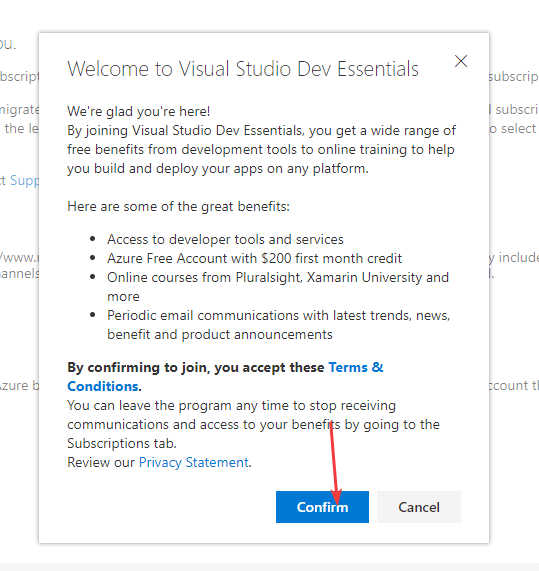 OU.
Welcome to Visual Studio Dev Essentials
bscript
subscrip
We're glad you're here!
migrate
d subscri
By joining Visual Studio Dev Essentials, you get a wide range of
the le
o select
free benefits from development tools to online training to help
you build and deploy your apps on any platform.
ct Supp
Here are some of the great benefits:
Access to developer tools and services
/www.r
y include
Azure Free Account with $200 first month credit
annels
Online courses from Pluralsight, Xamarin University and
more
Periodic email communications with latest trends, news,
benefit and product announcements
By confirming to join, you accept these Terms &
Azure b
ccount th
Conditions.
You can leave the program any time to stop receiving
communications and access to your benefits by going to the
Subscriptions tab.
Review our Privacy Statement.
Confirm
Cancel